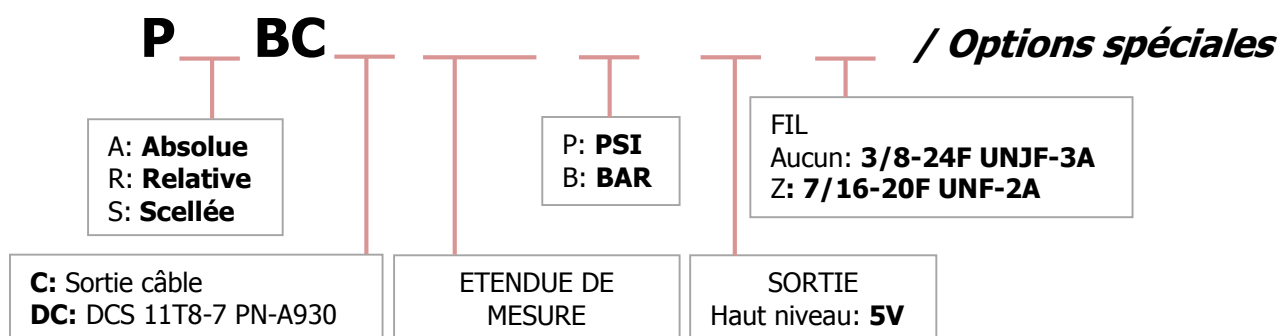 P BC / Options spéciales
A: Absolue
R: Relative
S: Scellée
P: PSI
B: BAR
FIL
Aucun: 3/8-24F UNJF-3A
Z: 7/16-20F UNF-2A
C: Sortie câble
DC: DCS 11T8-7 PN-A930
ETENDUE DE
MESURE
SORTIE
Haut niveau: 5V